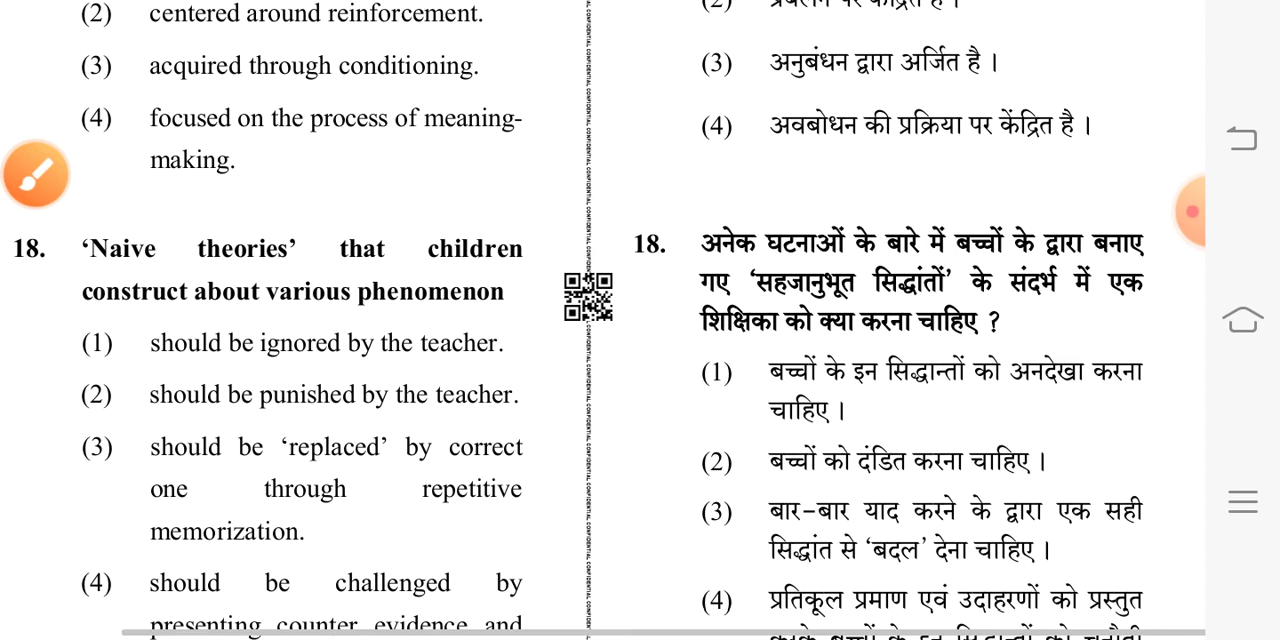 (2) centered around reinforcement.
(3) acquired through conditioning.
(4) focused on the process of meaning-
making.
18. ‘Naive theories’ that children
construct about various phenomenon
(1) should be ignored by the teacher.
(2) should be punished by the teacher.
(3) should be ‘replaced’ by correct
one through repetitive
memorization.
(4) should be challenged by
presenting counter evidence and
(3) अनुबंधन द्वारा अर्जित है ।
(4) अवबोधन की प्रक्रिया पर केंद्रित है ।
18. अनेक घटनाओं के बारे में बच्चों के द्वारा बनाए
गए ‘सहजानुभूत सिद्धांतों’ के संदर्भ में एक
शिक्षिका को क्या करना चाहिए ?
(1) बच्चों के इन सिद्धान्तों को अनदेखा करना
चाहिए ।
(2) बच्चों को दंडित करना चाहिए ।
(3) बार-बार याद करने के द्वारा एक सही
सिद्धांत से ‘बदल’ देना चाहिए ।
(4) प्रतिकूल प्रमाण एवं उदाहरणों को प्रस्तुत